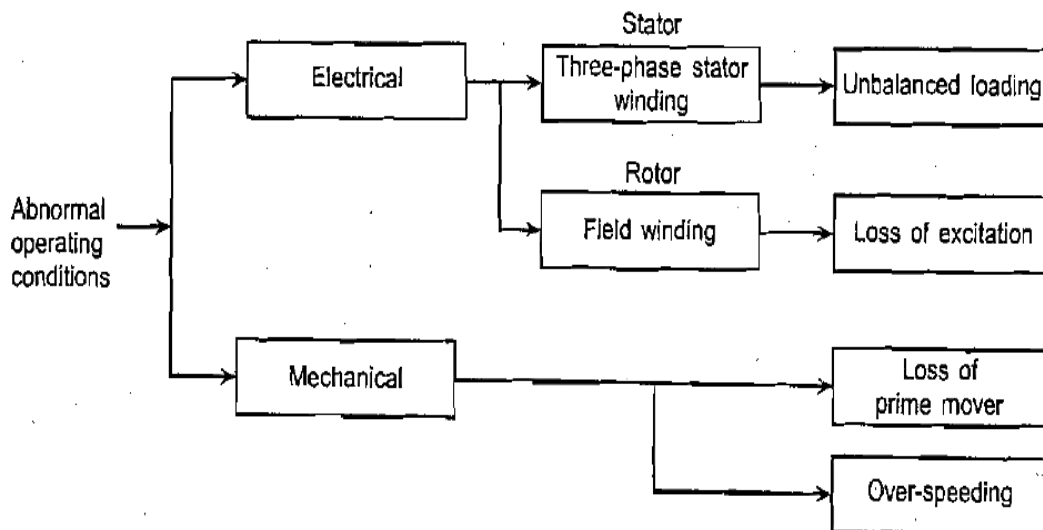 Stator
Electrical
Three-phase stator
winding
Unbalanced loading
Rotor
Abnormal
operating
conditions
Field winding
Loss of excitation
Mechanical
Loss of
prime mover
Over-speeding